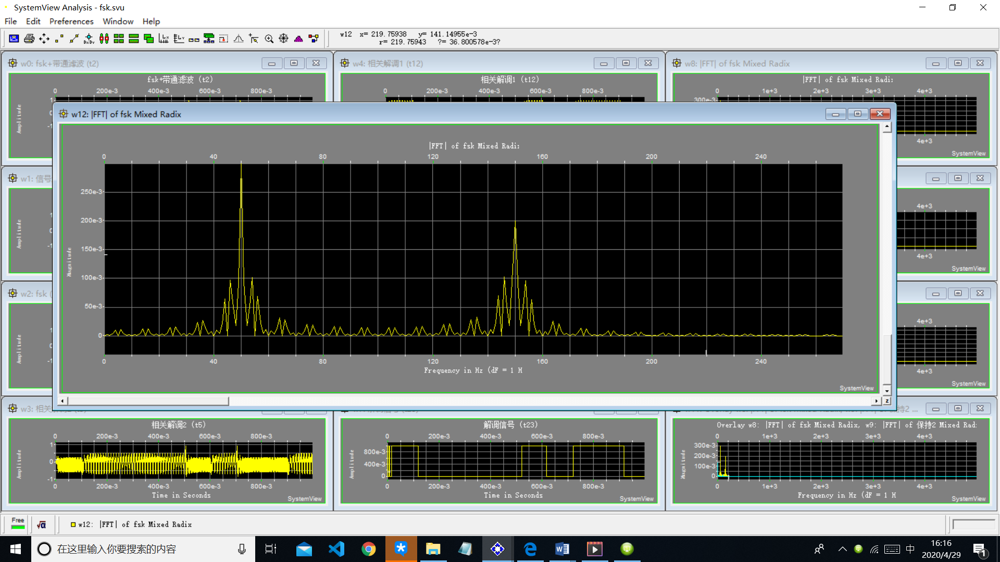 SystemView Analysis - fsk.svu
File Edit Preferences Window Help
w12 x= 219.75938 y= 141.14955e-3
r= 219.75943 ?= 36.800578e-3?
w0: fsk+带通滤波 (t2)
fsk+带通滤波 (t2)
0 200e-3 400e-3 600e-3 800e-3
Amplitude
w4: 相关解调1 (t12)
相关解调1 (t12)
0 200e-3 400e-3 600e-3 800e-3
w8: |FFT| of fsk Mixed Radix
|FFT| of fsk Mixed Radi:
0 1e+3 2e+3 3e+3 4e+3
300e-3
4e+3
SystemView
w12: |FFT| of fsk Mixed Radix
|FFT| of fsk Mixed Radi:
0 40 80 120 160 200 240
250e-3
200e-3
150e-3
100e-3
50e-3
0
Magnitude
0 40 80 120 160 200 240
Frequency in Hz (dF = 1 H
SystemView
w1: 信号
Amplitude
4e+3
4e+3
SystemView
w2: fsk (
Amplitude
4e+3
4e+3
SystemView
w3: 相关
相关解调2 (t5)
0 200e-3 400e-3 600e-3 800e-3
1
0
-1
Amplitude
0 200e-3 400e-3 600e-3 800e-3
Time in Seconds
SystemView
解调信号 (t23)
0 200e-3 400e-3 600e-3 800e-3
800e-3
400e-3
0
Amplitude
0 200e-3 400e-3 600e-3 800e-3
Time in Seconds
SystemView
Overlay w8: |FFT| of fsk Mixed Radix, w9: |FFT| of 保持2 Mixed Rad:
0 1e+3 2e+3 3e+3 4e+3
300e-3
200e-3
100e-3
0
Magnitude
0 1e+3 2e+3 3e+3 4e+3
Frequency in Hz (dF = 1 H
SystemView
Free
√α
w12: |FFT| of fsk Mixed Radix
在这里输入你要搜索的内容
中
16:16
2020/4/29
1